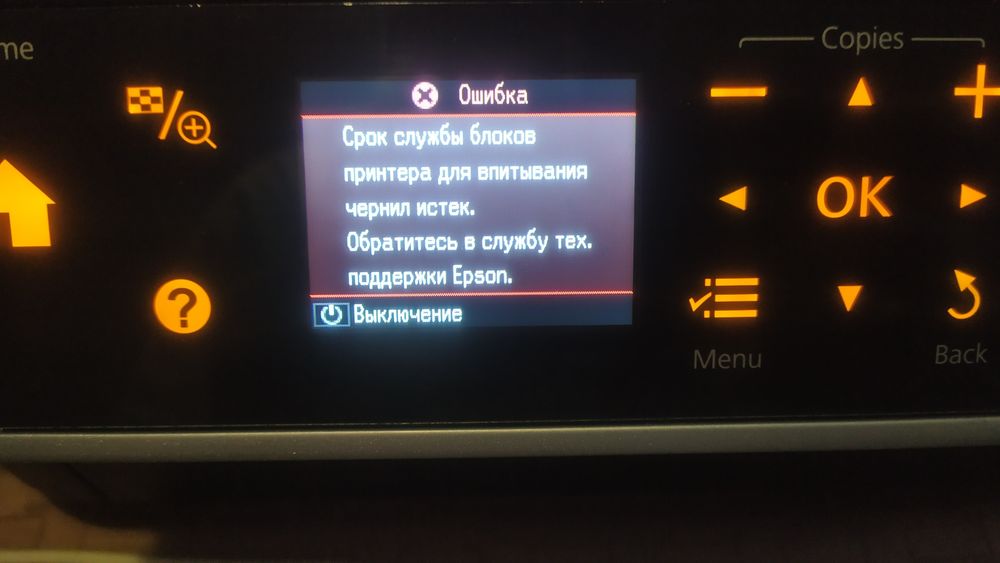 me
Copies
Ошибка
Срок службы блоков
принтера для впитывания
чернил истек.
Обратитесь в службу тех.
поддержки Epson.
Выключение
OK
Menu
Back